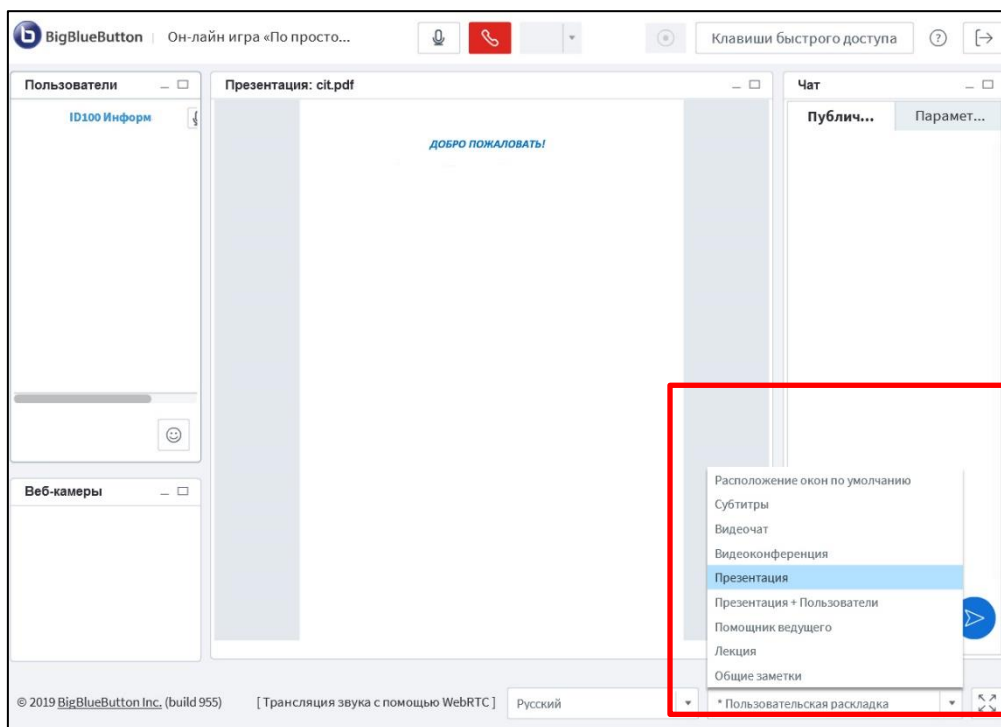 BigBlueButton
Он-лайн игра «По просто...
Клавиши быстрого доступа
Пользователи
ID100 Информ
Презентация: cit.pdf
ДОБРО ПОЖАЛОВАТЬ!
Чат
Публич...
Парамет...
Веб-камеры
Расположение окон по умолчанию
Субтитры
Видеочат
Видеоконференция
Презентация
Презентация + Пользователи
Помощник ведущего
Лекция
Общие заметки
© 2019 BigBlueButton Inc. (build 955)
[ Трансляция звука с помощью WebRTC ]
Русский
* Пользовательская раскладка